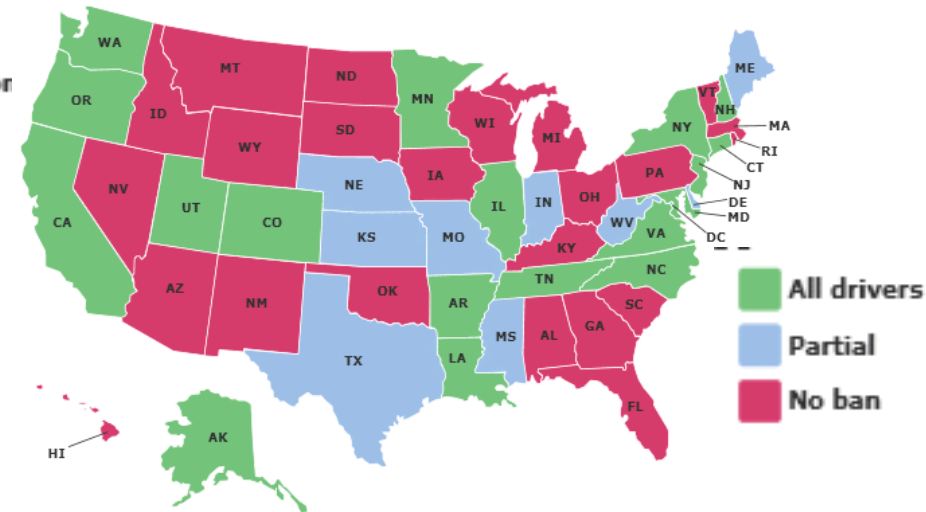 WA
OR
ID
MT
ND
MN
WI
MI
ME
VT
NH
NY
MA
RI
CT
NJ
DE
MD
DC
SD
WY
NV
CA
UT
CO
NE
KS
IA
IL
IN
OH
PA
WV
VA
KY
MO
TN
NC
SC
AZ
NM
OK
AR
TX
LA
MS
AL
GA
FL
HI
AK
All drivers
Partial
No ban